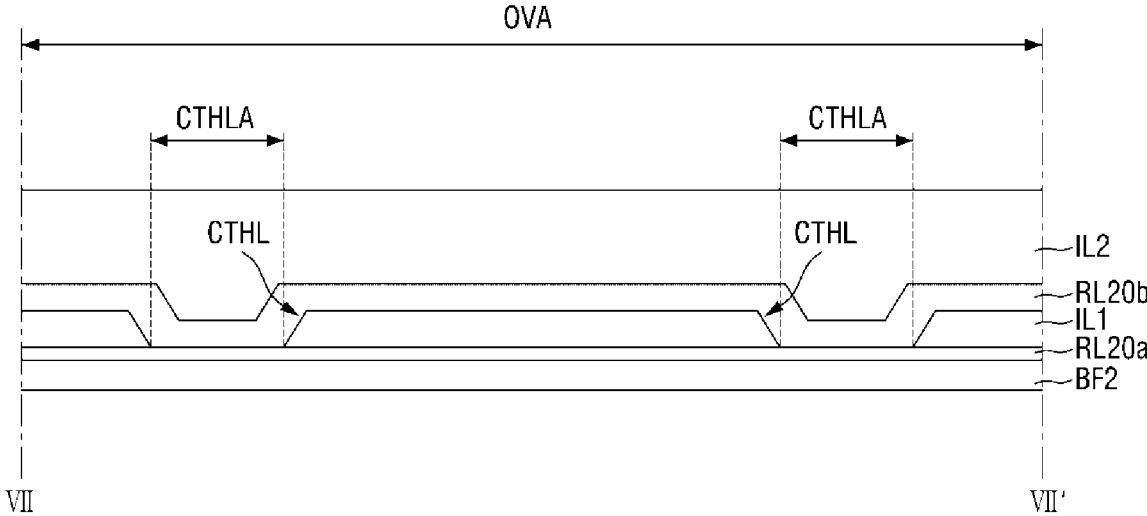 OVA
CTHLA CTHLA
CTHL CTHL
IL2
RL20b
IL1
RL20a
BF2
Ⅶ Ⅶ'